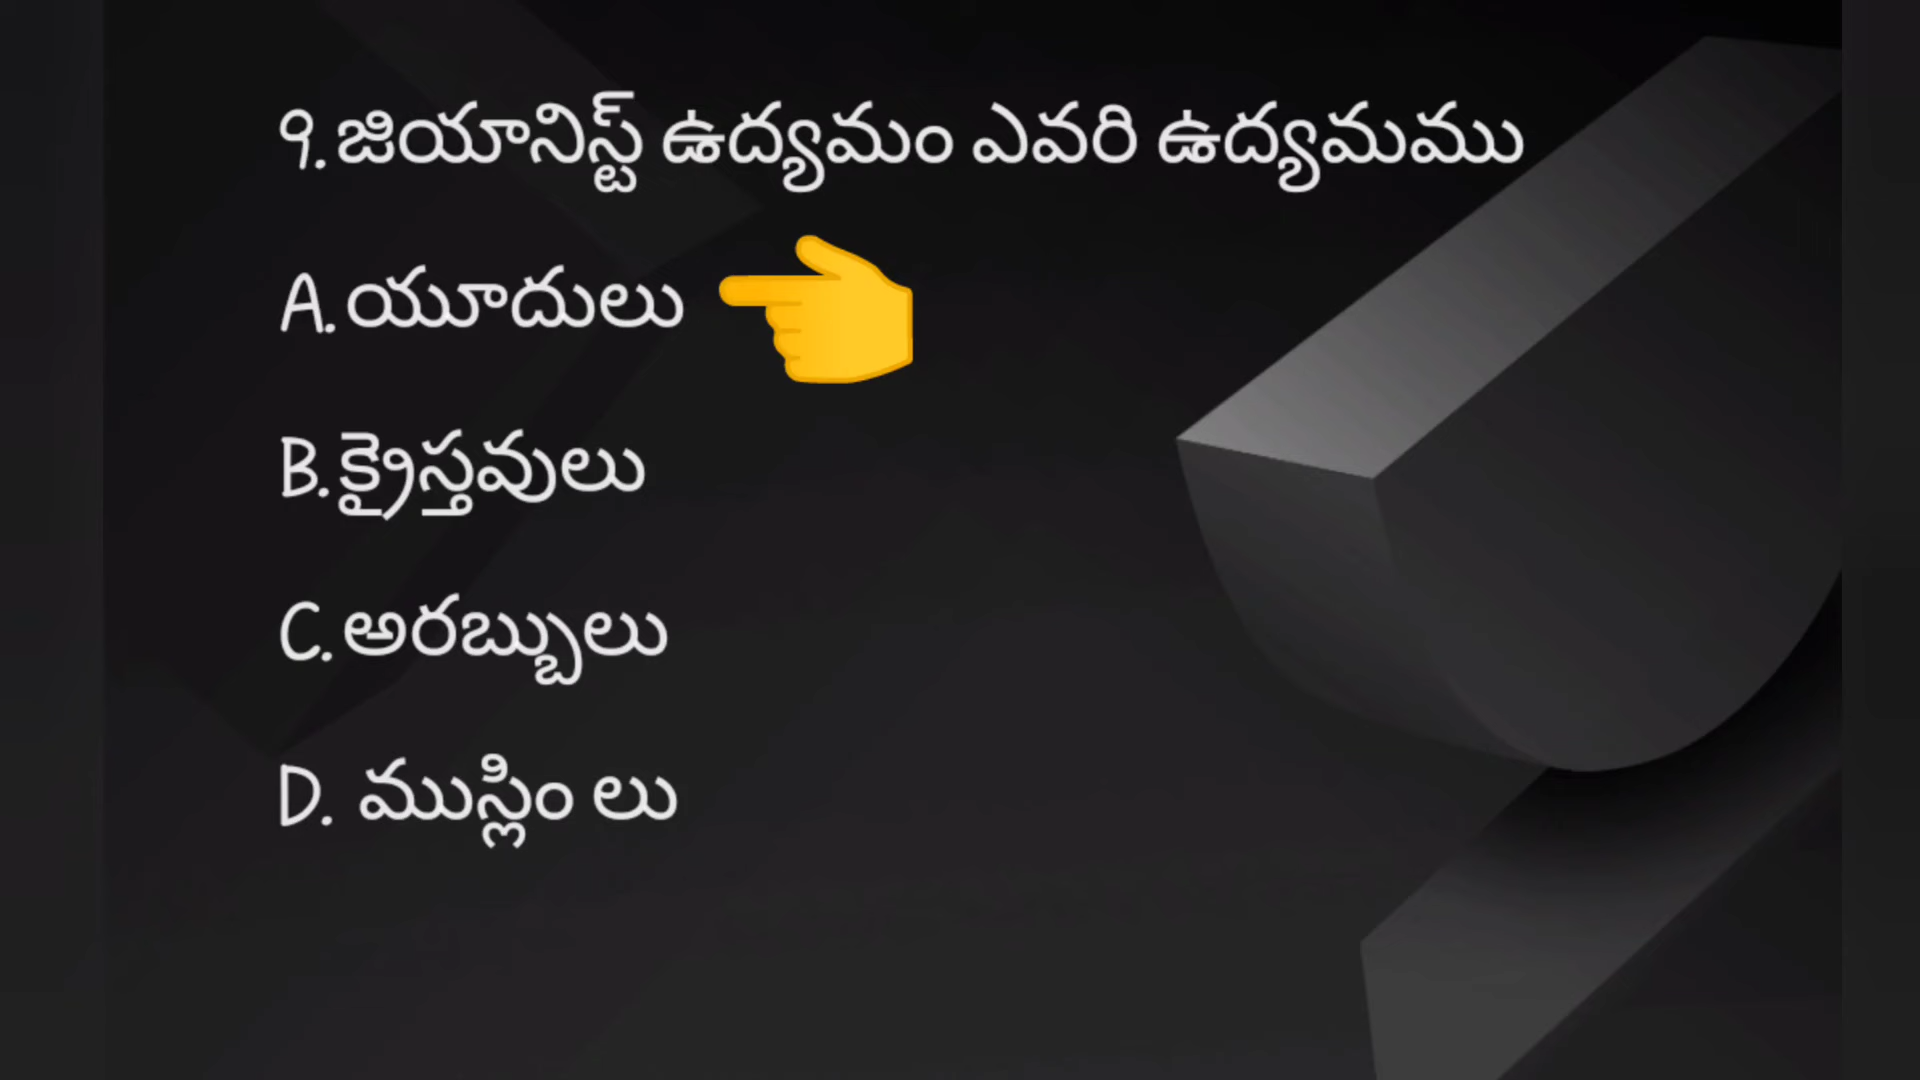 9.జియానిస్ట్ ఉద్యమం ఎవరి ఉద్యమము
A.యూదులు
B.క్రైస్తవులు
C.అరబ్బులు
D. ముస్లిం లు